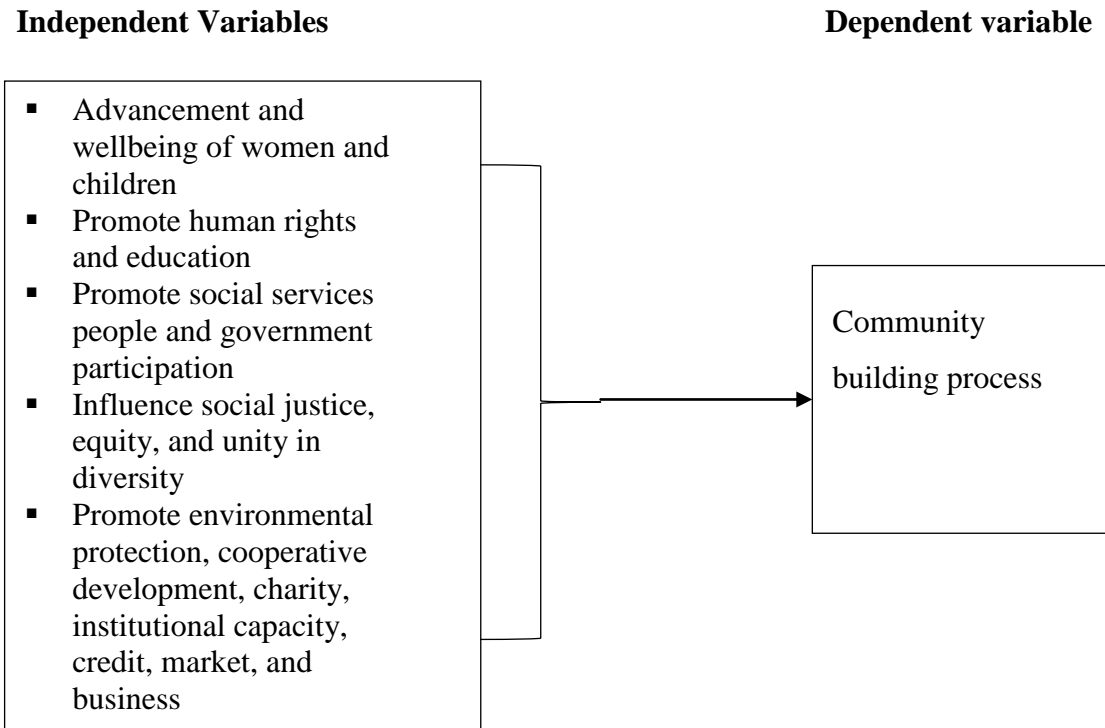 Independent Variables
Dependent variable
▪ Advancement and
wellbeing of women and
children
▪ Promote human rights
and education
▪ Promote social services
people and government
participation
▪ Influence social justice,
equity, and unity in
diversity
▪ Promote environmental
protection, cooperative
development, charity,
institutional capacity,
credit, market, and
business
Community
building process